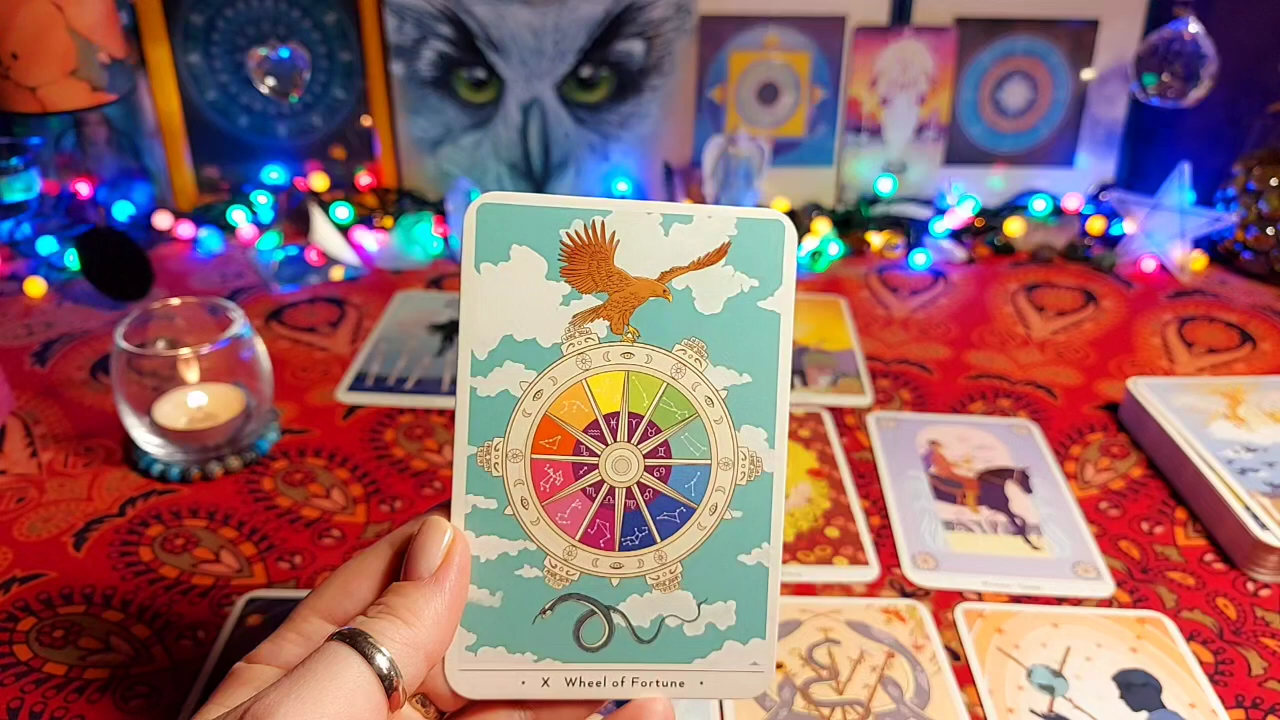 • X Wheel of Fortune •